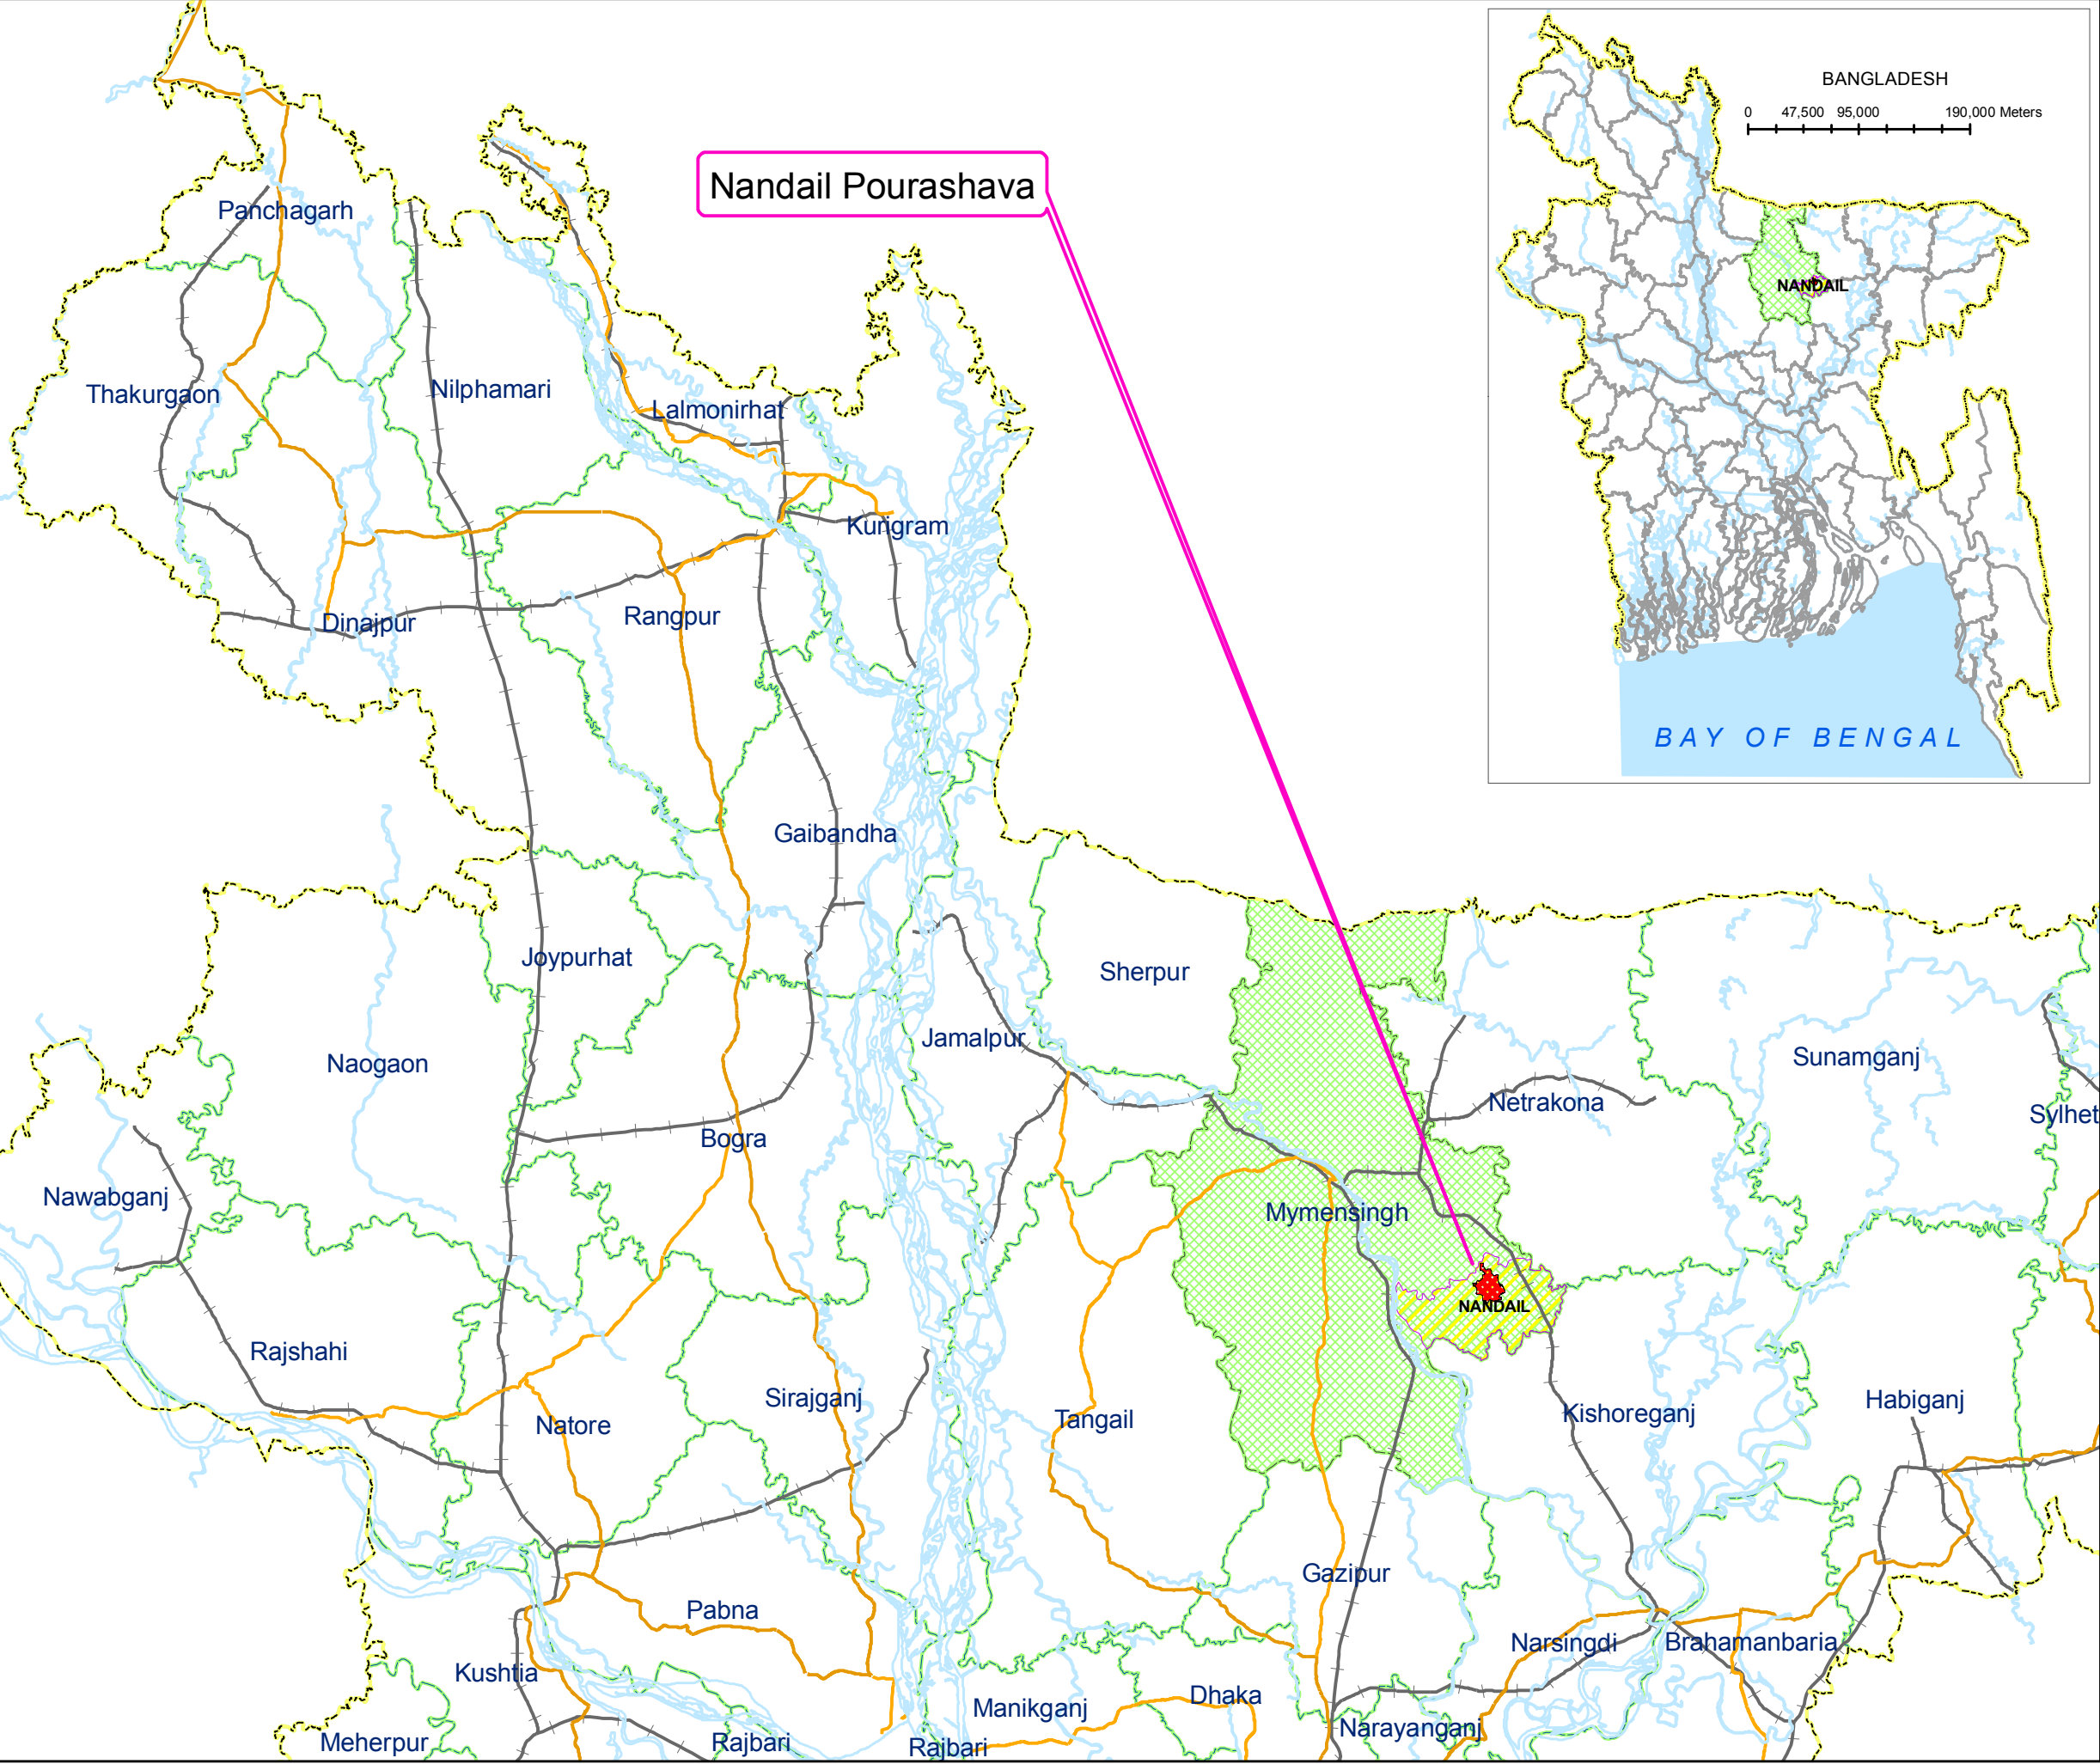 BANGLADESH
0 47,500 95,000 190,000 Meters
Nandail Pourashava
Panchagarh
NANDAIL
Thakurgaon
Nilphamari
Lalmonirhat
Kurigram
Dinajpur
Rangpur
BAY OF BENGAL
Gaibandha
Joypurhat
Sherpur
Jamalpur
Naogaon
Sunamganj
Netrakona
Sylhet
Bogra
Nawabganj
Mymensingh
NANDAIL
Rajshahi
Sirajganj
Natore
Tangail
Kishoreganj
Habiganj
Gazipur
Pabna
Narsingdi
Brahamanbaria
Kushtia
Manikganj
Dhaka
Narayanganj
Meherpur
Rajbari
Rajbari